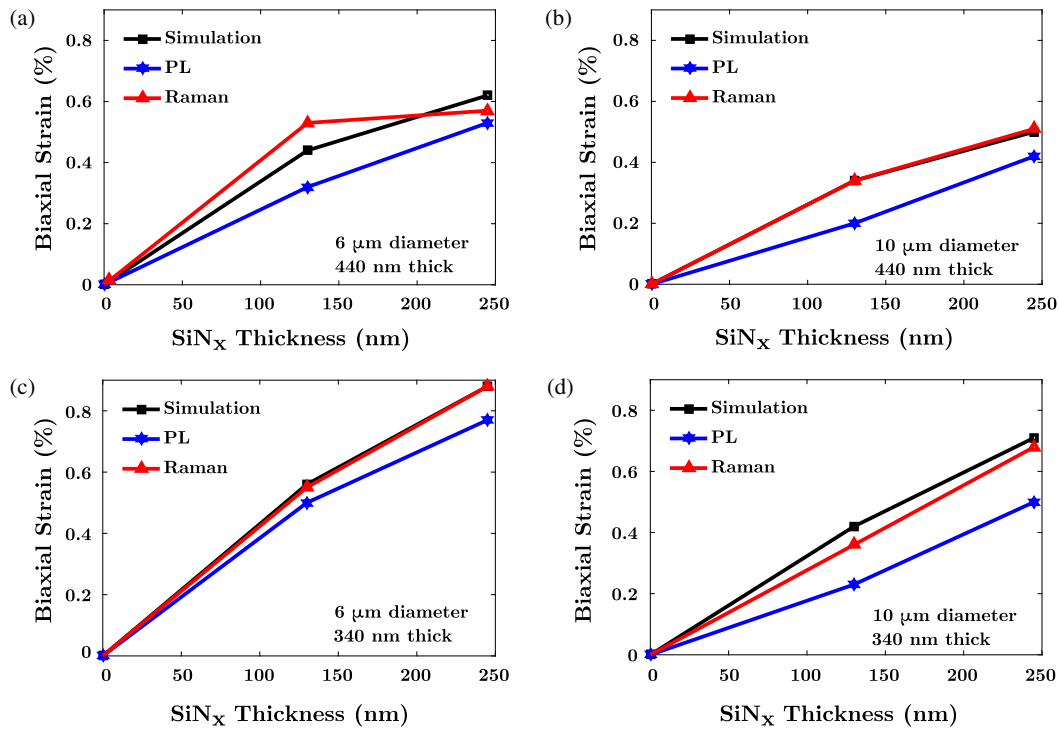 (a)
0.8
0.6
0.4
0.2
0
Biaxial Strain (%)
Simulation
PL
Raman
6 μm diameter
440 nm thick
0 50 100 150 200 250
SiNX Thickness (nm)
(b)
0.8
0.6
0.4
0.2
0
Biaxial Strain (%)
Simulation
PL
Raman
10 μm diameter
440 nm thick
0 50 100 150 200 250
SiNX Thickness (nm)
(c)
0.8
0.6
0.4
0.2
0
Biaxial Strain (%)
Simulation
PL
Raman
6 μm diameter
340 nm thick
0 50 100 150 200 250
SiNX Thickness (nm)
(d)
0.8
0.6
0.4
0.2
0
Biaxial Strain (%)
Simulation
PL
Raman
10 μm diameter
340 nm thick
0 50 100 150 200 250
SiNX Thickness (nm)